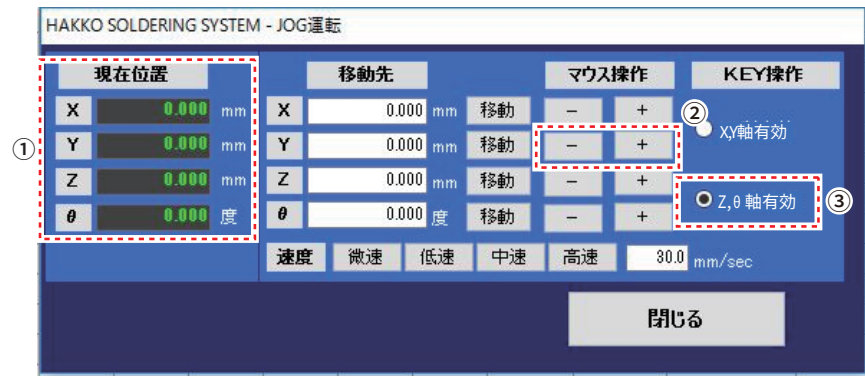 HAKKO SOLDERING SYSTEM - JOG運転
現在位置 移動先 マウス操作 KEY操作
X 0.000 mm X 0.000 mm 移動 － ＋ ② X,Y軸有効
① Y 0.000 mm Y 0.000 mm 移動 － ＋
Z 0.000 mm Z 0.000 mm 移動 － ＋ Z,θ 軸有効 ③
θ 0.000 度 θ 0.000 度 移動 － ＋
速度 微速 低速 中速 高速 30.0 mm/sec
閉じる